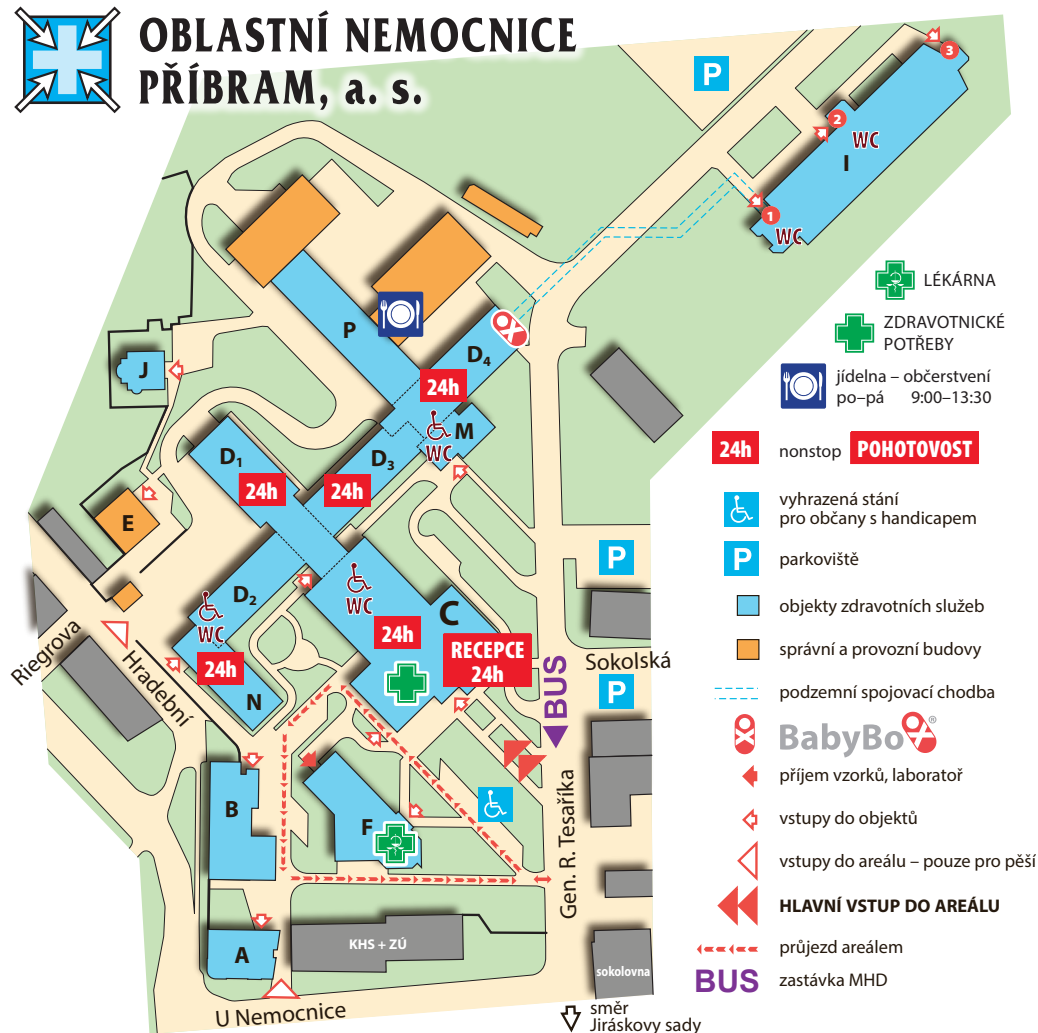 OBLASTNÍ NEMOCNICE
PŘÍBRAM, a. s.
P
3
2
WC
I
1
WC
LÉKÁRNA
ZDRAVOTNICKÉ
POTŘEBY
jídelna – občerstvení
po–pá 9:00–13:30
24h nonstop POHOTOVOST
vyhrazená stání
pro občany s handicapem
P parkoviště
objekty zdravotních služeb
správní a provozní budovy
podzemní spojovací chodba
BabyBox®
příjem vzorků, laboratoř
vstupy do objektů
vstupy do areálu – pouze pro pěší
HLAVNÍ VSTUP DO AREÁLU
průjezd areálem
BUS zastávka MHD
P
D4
24h
J
M
WC
D1
D3
24h
24h
E
P
D2
WC
WC
C
24h
RECEPCE
24h
24h
N
Riegrova
Hradební
Sokolská
P
BUS
B
F
Gen. R. Tesaříka
A
KHS + ZÚ
sokolovna
U Nemocnice
směr
Jiráskovy sady